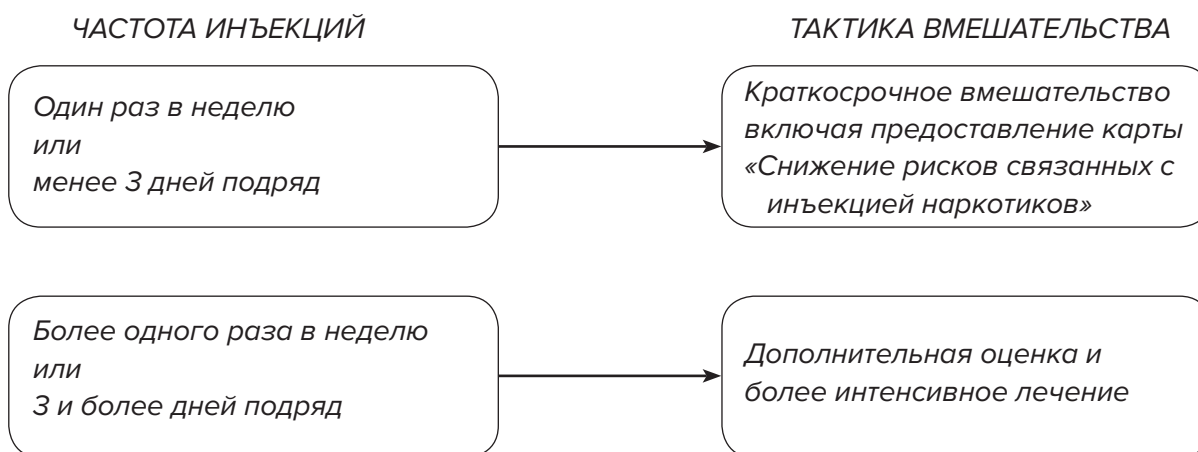 ЧАСТОТА ИНЪЕКЦИЙ
ТАКТИКА ВМЕШАТЕЛЬСТВА
Один раз в неделю
или
менее 3 дней подряд
Краткосрочное вмешательство
включая предоставление карты
«Снижение рисков связанных с
инъекцией наркотиков»
Более одного раза в неделю
или
3 и более дней подряд
Дополнительная оценка и
более интенсивное лечение